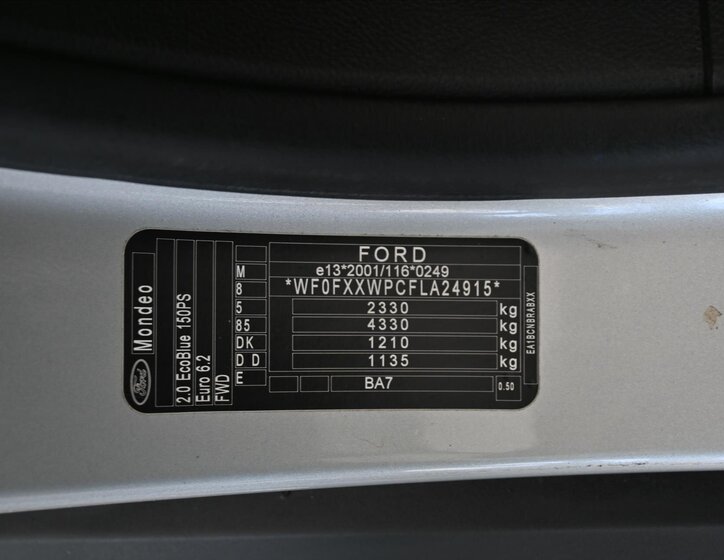 Ford
Mondeo
2.0 EcoBlue 150PS
Euro 6.2
FWD
M
8
5
85
DK
D D
E
FORD
e13*2001/116*0249
*WF0FXXWPCFLA24915*
2330 kg
4330 kg
1210 kg
1135 kg
BA7
0.50
EA1BCNBRABXX